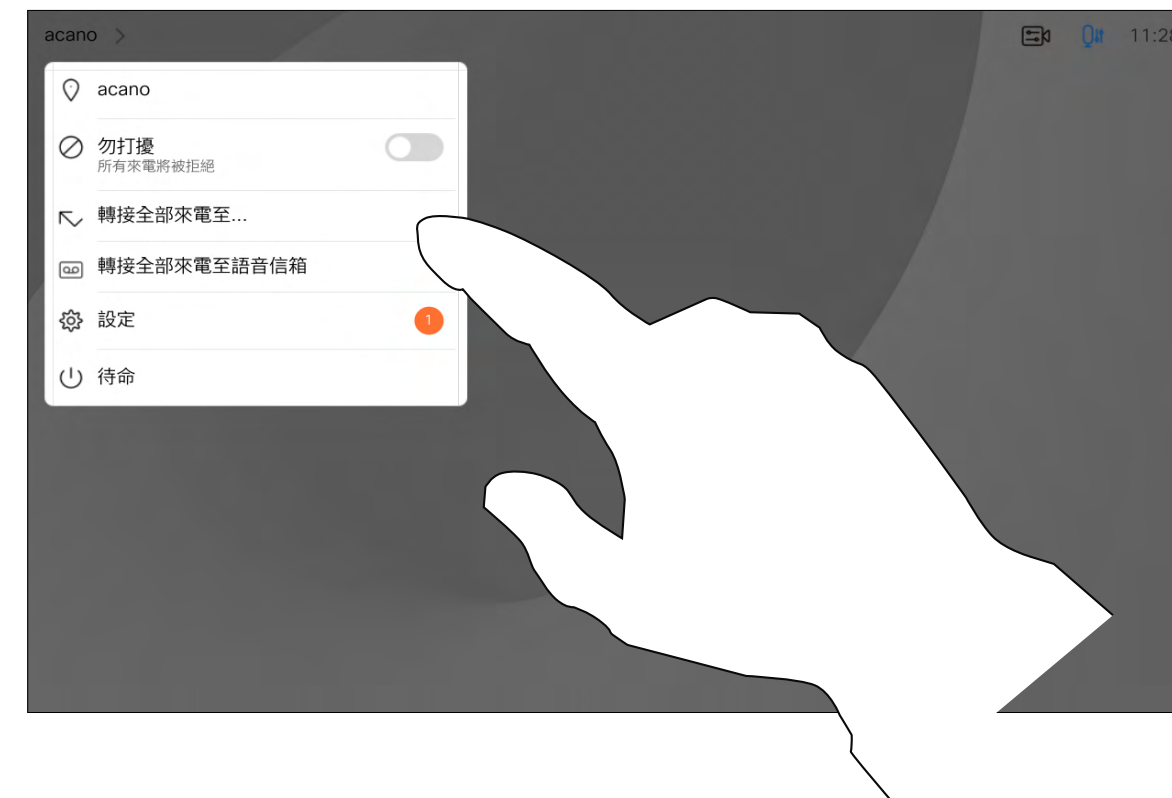 acano >
11:28
acano
勿打擾
所有來電將被拒絕
轉接全部來電至...
轉接全部來電至語音信箱
設定
1
待命